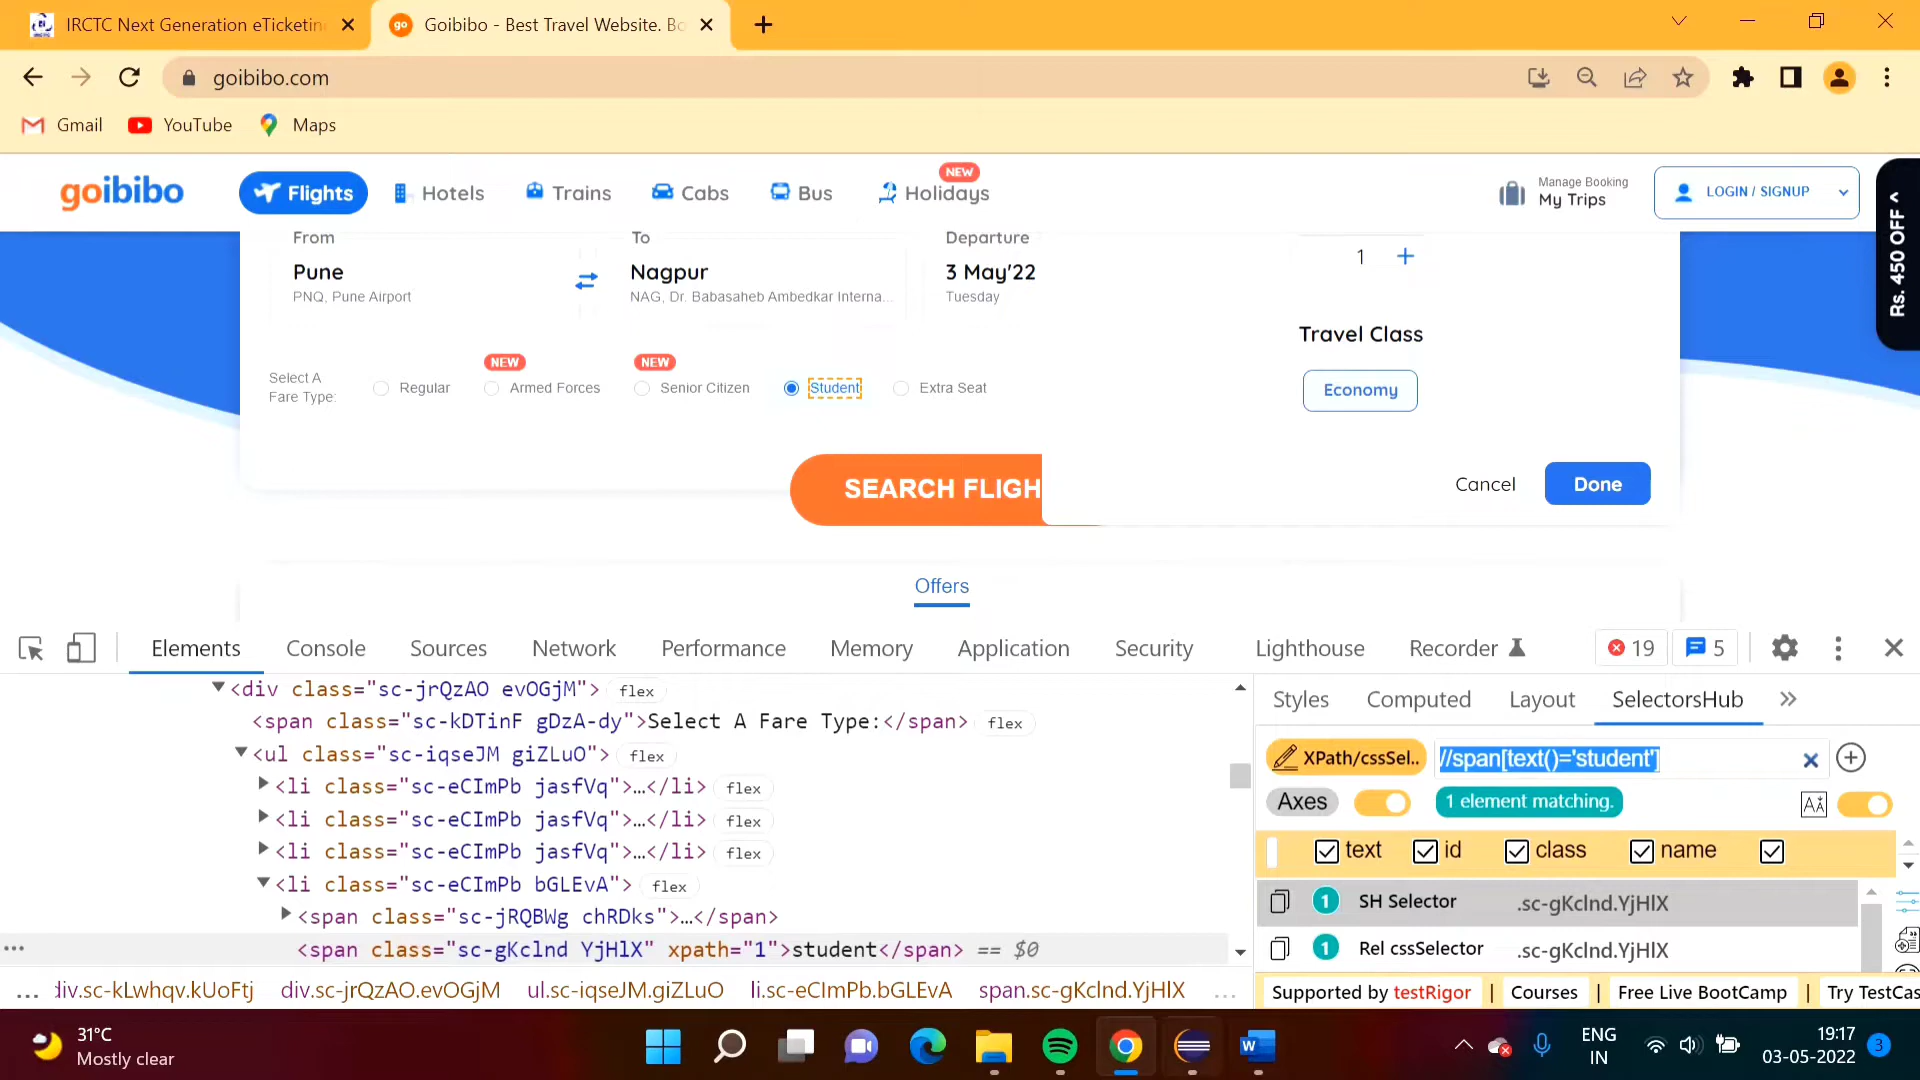 IRCTC Next Generation eTicketing
Goibibo - Best Travel Website. Bo
goibibo.com
Gmail
YouTube
Maps
goibibo
Flights
Hotels
Trains
Cabs
Bus
NEW
Holidays
Manage Booking
My Trips
LOGIN / SIGNUP
Rs. 450 OFF
From
Pune
PNQ, Pune Airport
To
Nagpur
NAG, Dr. Babasaheb Ambedkar Interna...
Departure
3 May'22
Tuesday
1 +
Travel Class
Economy
Cancel
Done
Select A
Fare Type:
Regular
NEW
Armed Forces
NEW
Senior Citizen
Student
Extra Seat
SEARCH FLIGH
Offers
Elements Console Sources Network Performance Memory Application Security Lighthouse Recorder 19 5
<div class="sc-jrQzAO evOGjM"> flex
<span class="sc-kDTinF gDzA-dy">Select A Fare Type:</span> flex
<ul class="sc-iqseJM giZLuO"> flex
<li class="sc-eCImPb jasfVq">…</li> flex
<li class="sc-eCImPb jasfVq">…</li> flex
<li class="sc-eCImPb jasfVq">…</li> flex
<li class="sc-eCImPb bGLEvA"> flex
<span class="sc-jRQBWg chRDks">…</span>
<span class="sc-gKclnd YjHlX" xpath="1">student</span> == $0
... div.sc-kLwhqv.kUoFtj div.sc-jrQzAO.evOGjM ul.sc-iqseJM.giZLuO li.sc-eCImPb.bGLEvA span.sc-gKclnd.YjHlX ...
Styles Computed Layout SelectorsHub
XPath/cssSel..
//span[text()='student']
Axes
1 element matching.
text id class name
1 SH Selector .sc-gKclnd.YjHlX
1 Rel cssSelector .sc-gKclnd.YjHlX
Supported by testRigor | Courses | Free Live BootCamp | Try TestCas
31°C
Mostly clear
ENG
IN
19:17
03-05-2022
3